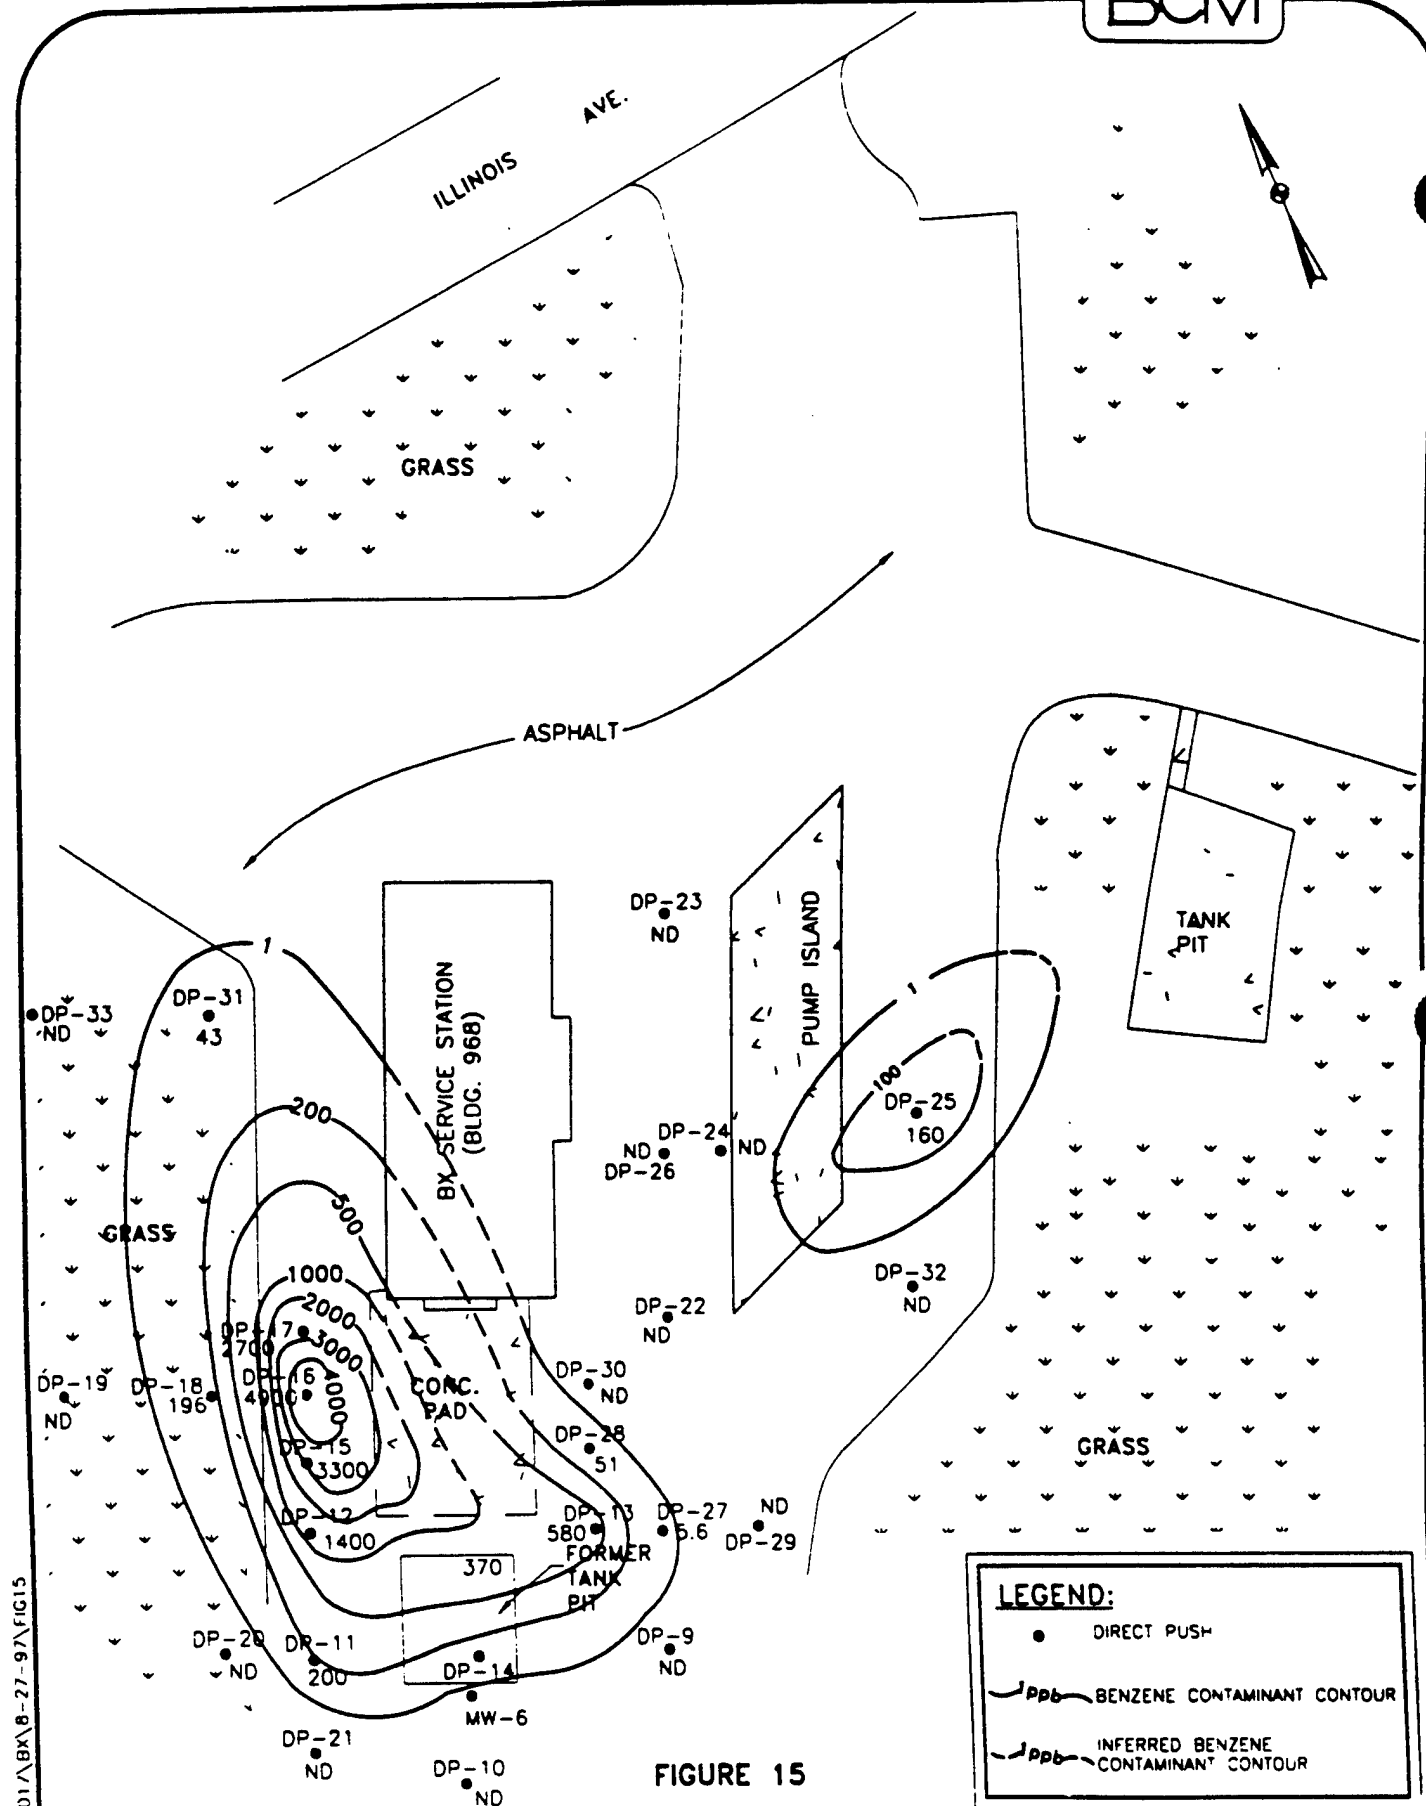 BCM
AVE.
ILLINOIS
GRASS
ASPHALT
DP-23
ND
PUMP ISLAND
TANK
PIT
1
DP-33
ND
DP-31
43
BX SERVICE STATION
(BLDG. 968)
1
100
DP-25
160
200
DP-24
ND
ND
DP-26
500
GRASS
1000
2000
3000
4000
DP-17
2700
DP-32
ND
DP-22
ND
DP-19
ND
DP-18
196
DP-16
4900
CONC.
PAD
DP-30
ND
DP-28
51
DP-15
3300
GRASS
DP-12
1400
DP-13
580
DP-27
5.6
ND
DP-29
370
FORMER
TANK
PIT
DP-20
ND
DP-11
200
DP-14
MW-6
DP-9
ND
DP-21
ND
DP-10
ND
FIGURE 15
LEGEND:
DIRECT PUSH
1ppb BENZENE CONTAMINANT CONTOUR
1ppb INFERRED BENZENE
CONTAMINANT CONTOUR
\BX\8-27-97\FIG15